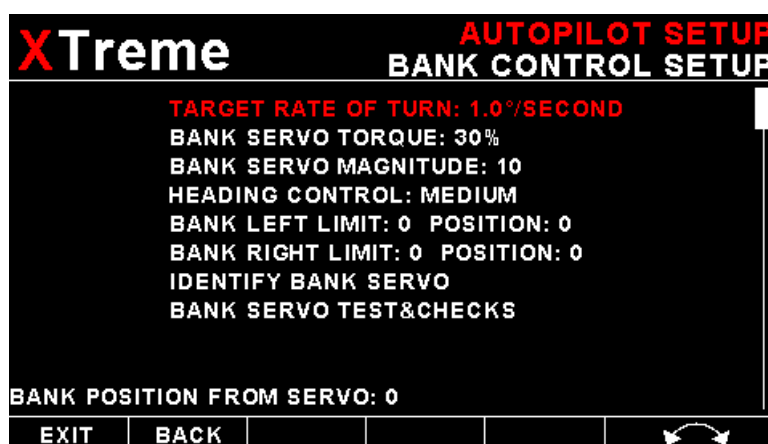 XTreme
AUTOPILOT SETUP
BANK CONTROL SETUP
TARGET RATE OF TURN: 1.0°/SECOND
BANK SERVO TORQUE: 30%
BANK SERVO MAGNITUDE: 10
HEADING CONTROL: MEDIUM
BANK LEFT LIMIT: 0 POSITION: 0
BANK RIGHT LIMIT: 0 POSITION: 0
IDENTIFY BANK SERVO
BANK SERVO TEST&CHECKS
BANK POSITION FROM SERVO: 0
EXIT BACK